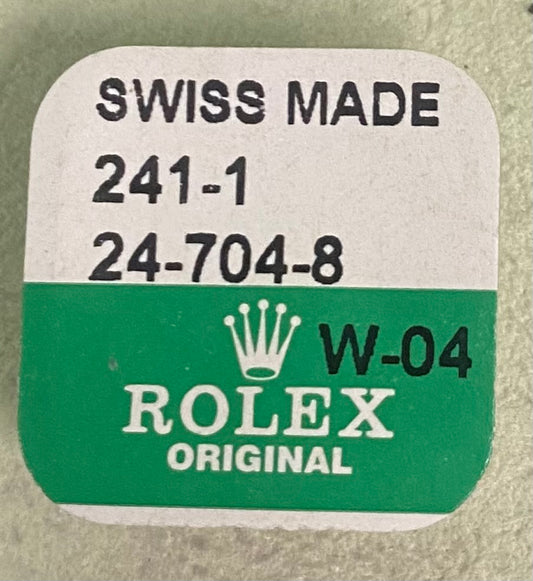 SWISS MADE
241-1
24-704-8
W-04
ROLEX
ORIGINAL